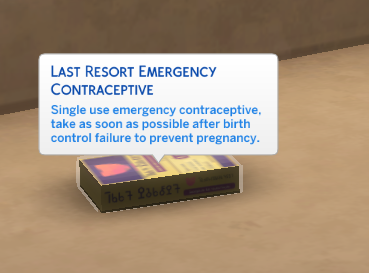 LAST RESORT EMERGENCY
CONTRACEPTIVE
Single use emergency contraceptive,
take as soon as possible after birth
control failure to prevent pregnancy.